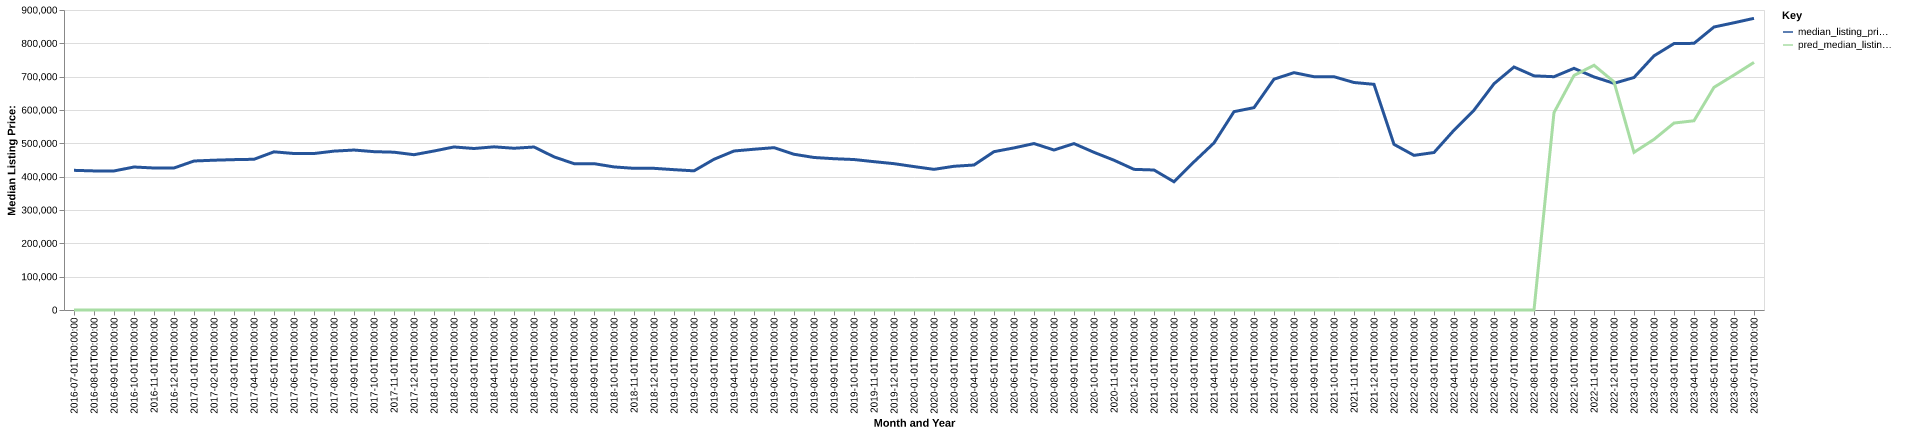 900,000
800,000
700,000
600,000
500,000
400,000
300,000
200,000
100,000
0
Median Listing Price:
2016-07-01T00:00:00
2016-08-01T00:00:00
2016-09-01T00:00:00
2016-10-01T00:00:00
2016-11-01T00:00:00
2016-12-01T00:00:00
2017-01-01T00:00:00
2017-02-01T00:00:00
2017-03-01T00:00:00
2017-04-01T00:00:00
2017-05-01T00:00:00
2017-06-01T00:00:00
2017-07-01T00:00:00
2017-08-01T00:00:00
2017-09-01T00:00:00
2017-10-01T00:00:00
2017-11-01T00:00:00
2017-12-01T00:00:00
2018-01-01T00:00:00
2018-02-01T00:00:00
2018-03-01T00:00:00
2018-04-01T00:00:00
2018-05-01T00:00:00
2018-06-01T00:00:00
2018-07-01T00:00:00
2018-08-01T00:00:00
2018-09-01T00:00:00
2018-10-01T00:00:00
2018-11-01T00:00:00
2018-12-01T00:00:00
2019-01-01T00:00:00
2019-02-01T00:00:00
2019-03-01T00:00:00
2019-04-01T00:00:00
2019-05-01T00:00:00
2019-06-01T00:00:00
2019-07-01T00:00:00
2019-08-01T00:00:00
2019-09-01T00:00:00
2019-10-01T00:00:00
2019-11-01T00:00:00
2019-12-01T00:00:00
2020-01-01T00:00:00
2020-02-01T00:00:00
2020-03-01T00:00:00
2020-04-01T00:00:00
2020-05-01T00:00:00
2020-06-01T00:00:00
2020-07-01T00:00:00
2020-08-01T00:00:00
2020-09-01T00:00:00
2020-10-01T00:00:00
2020-11-01T00:00:00
2020-12-01T00:00:00
2021-01-01T00:00:00
2021-02-01T00:00:00
2021-03-01T00:00:00
2021-04-01T00:00:00
2021-05-01T00:00:00
2021-06-01T00:00:00
2021-07-01T00:00:00
2021-08-01T00:00:00
2021-09-01T00:00:00
2021-10-01T00:00:00
2021-11-01T00:00:00
2021-12-01T00:00:00
2022-01-01T00:00:00
2022-02-01T00:00:00
2022-03-01T00:00:00
2022-04-01T00:00:00
2022-05-01T00:00:00
2022-06-01T00:00:00
2022-07-01T00:00:00
2022-08-01T00:00:00
2022-09-01T00:00:00
2022-10-01T00:00:00
2022-11-01T00:00:00
2022-12-01T00:00:00
2023-01-01T00:00:00
2023-02-01T00:00:00
2023-03-01T00:00:00
2023-04-01T00:00:00
2023-05-01T00:00:00
2023-06-01T00:00:00
2023-07-01T00:00:00
Month and Year
Key
median_listing_pri…
pred_median_listin…